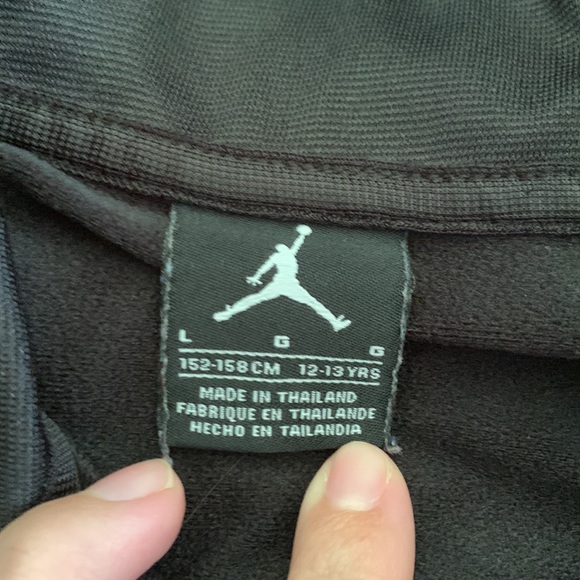 L G G
152-158CM 12-13YRS
MADE IN THAILAND
FABRIQUE EN THAILANDE
HECHO EN TAILANDIA